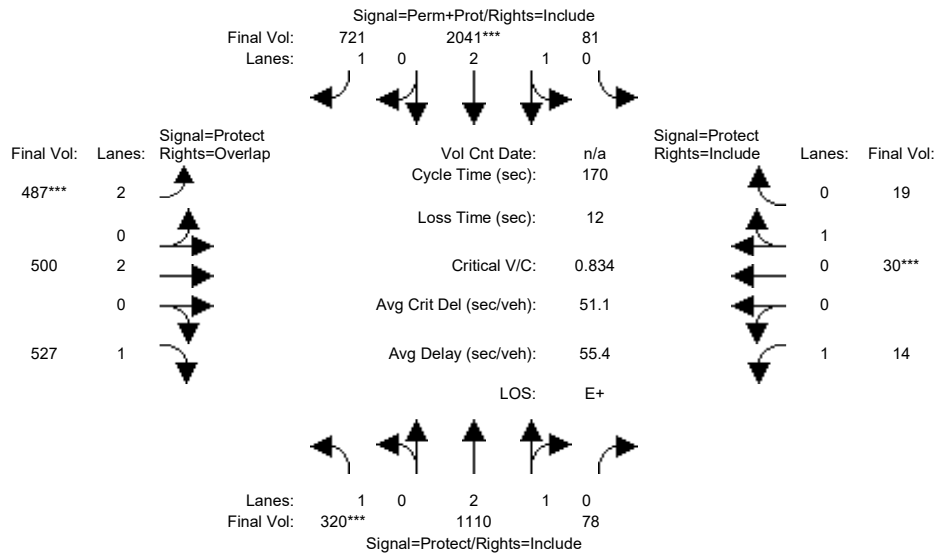 Signal=Perm+Prot/Rights=Include
Final Vol: 721 2041*** 81
Lanes: 1 0 2 1 0
Signal=Protect
Final Vol: Lanes: Rights=Overlap
487*** 2
0
500 2
0
527 1
Vol Cnt Date: n/a
Cycle Time (sec): 170
Loss Time (sec): 12
Critical V/C: 0.834
Avg Crit Del (sec/veh): 51.1
Avg Delay (sec/veh): 55.4
LOS: E+
Signal=Protect
Rights=Include Lanes: Final Vol:
0 19
1
0 30***
0
1 14
Lanes: 1 0 2 1 0
Final Vol: 320*** 1110 78
Signal=Protect/Rights=Include